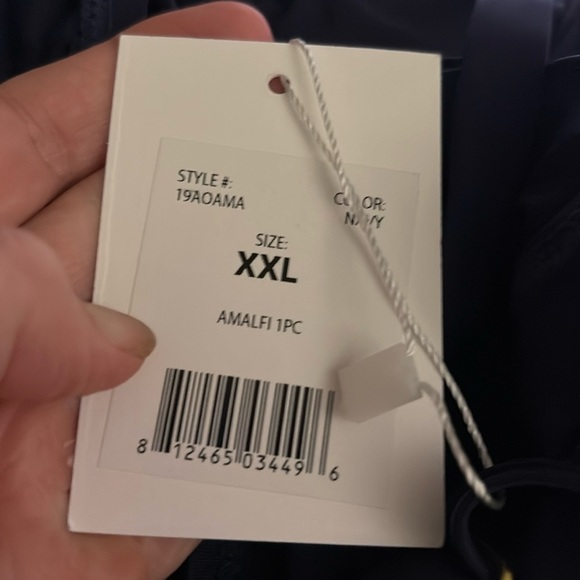 STYLE #:
19AOAMA
COLOR:
NAVY
SIZE:
XXL
AMALFI 1PC
8 12465 03449 6